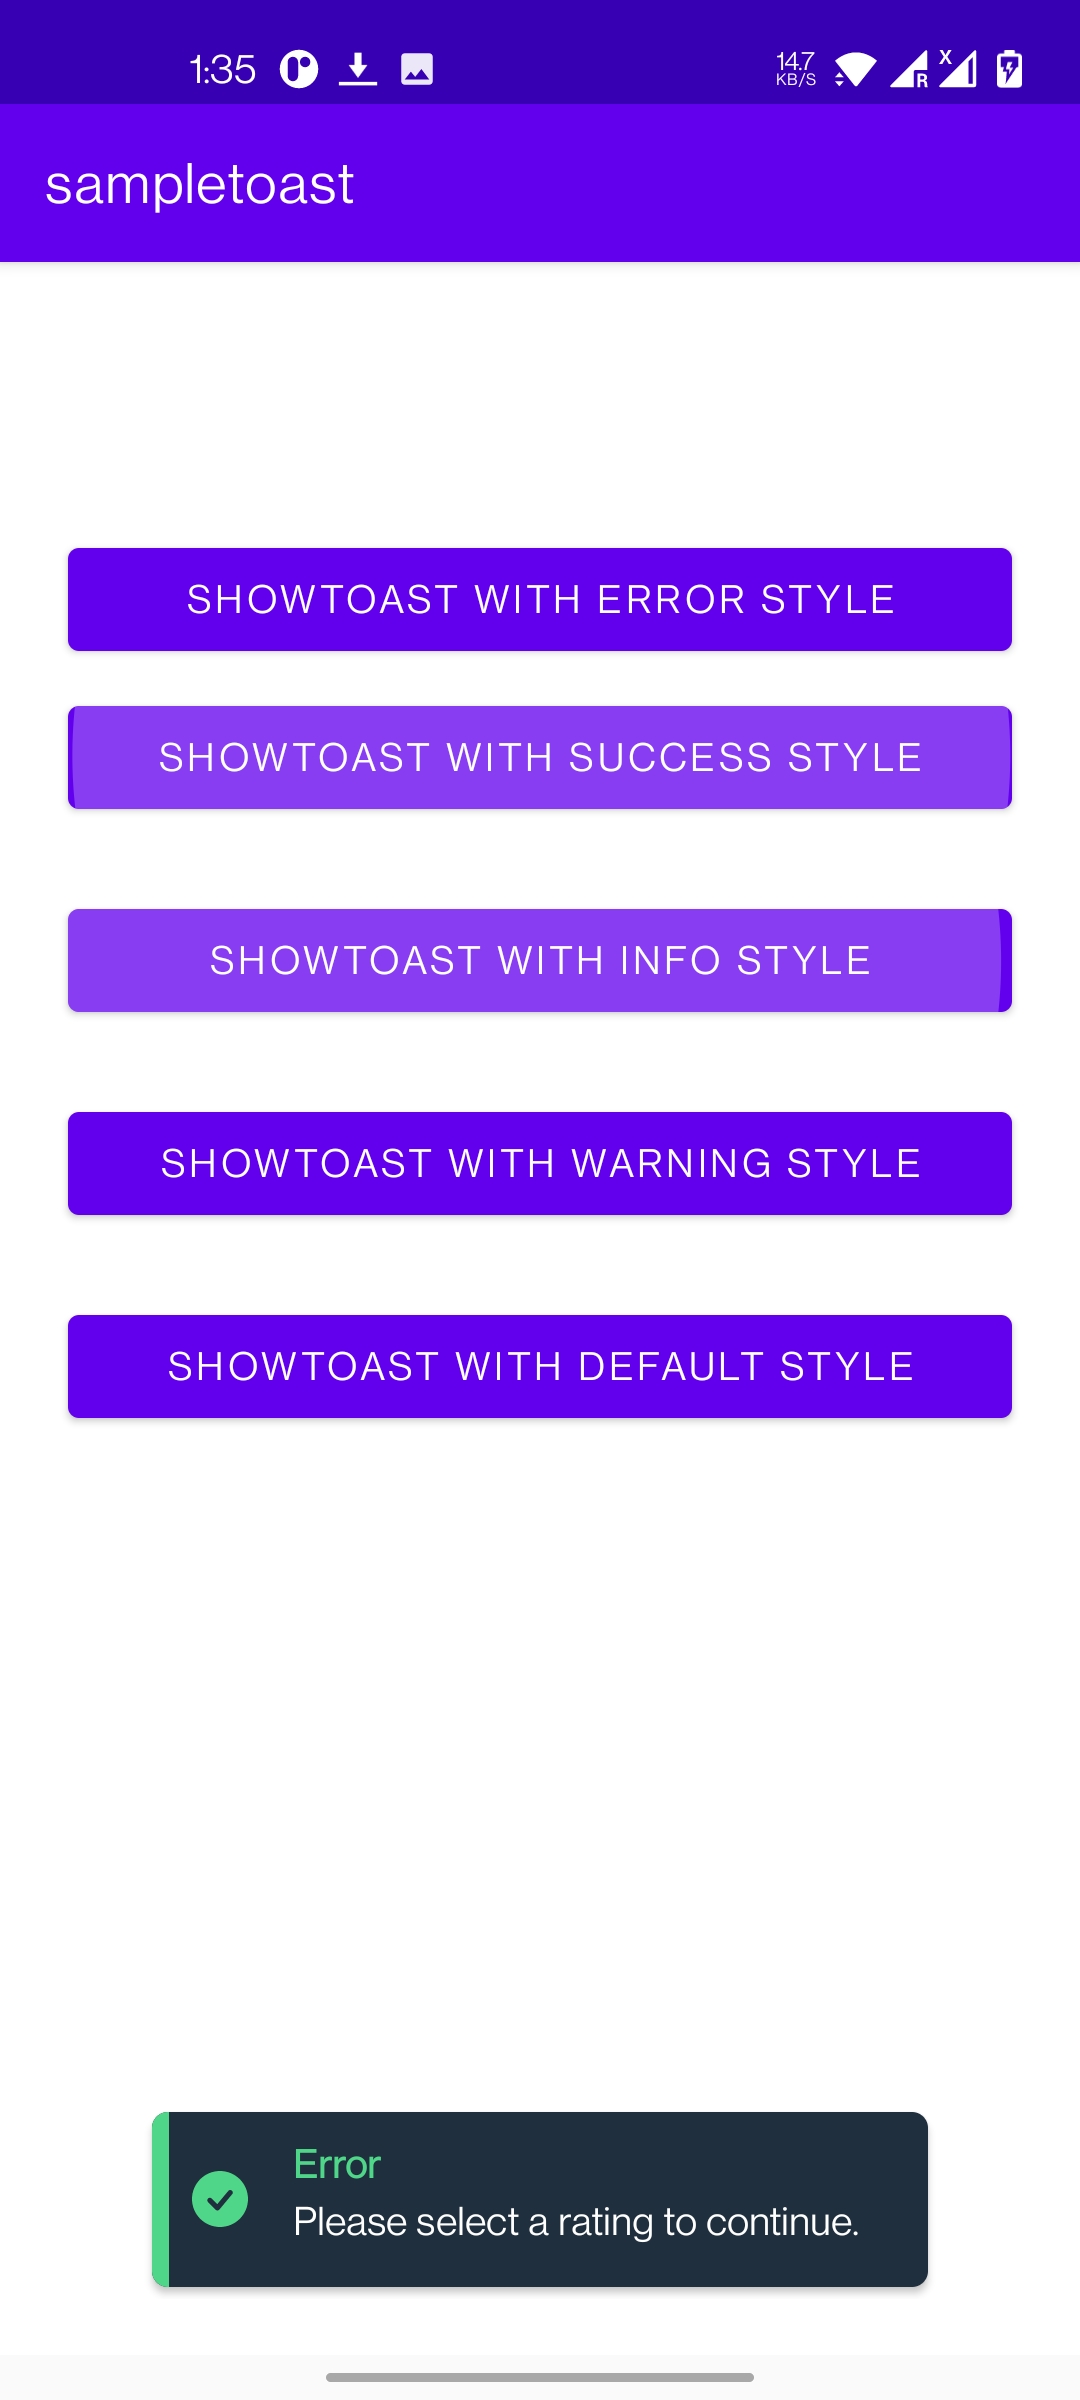 1:35
14.7
KB/S
R
X
sampletoast
SHOWTOAST WITH ERROR STYLE
SHOWTOAST WITH SUCCESS STYLE
SHOWTOAST WITH INFO STYLE
SHOWTOAST WITH WARNING STYLE
SHOWTOAST WITH DEFAULT STYLE
Error
Please select a rating to continue.